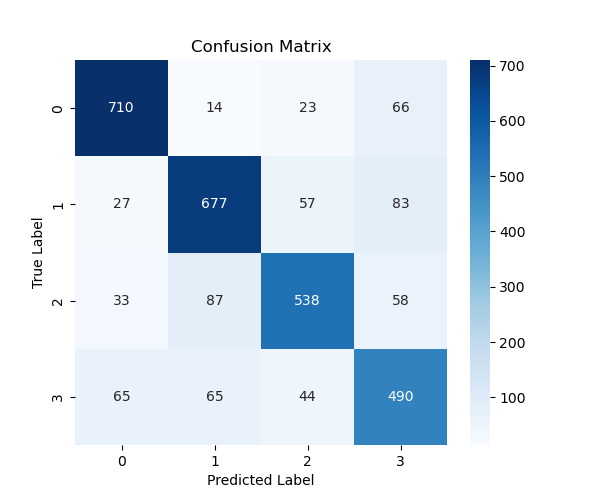 Confusion Matrix
True Label
0 710 14 23 66
1 27 677 57 83
2 33 87 538 58
3 65 65 44 490
0 1 2 3
Predicted Label
700
600
500
400
300
200
100